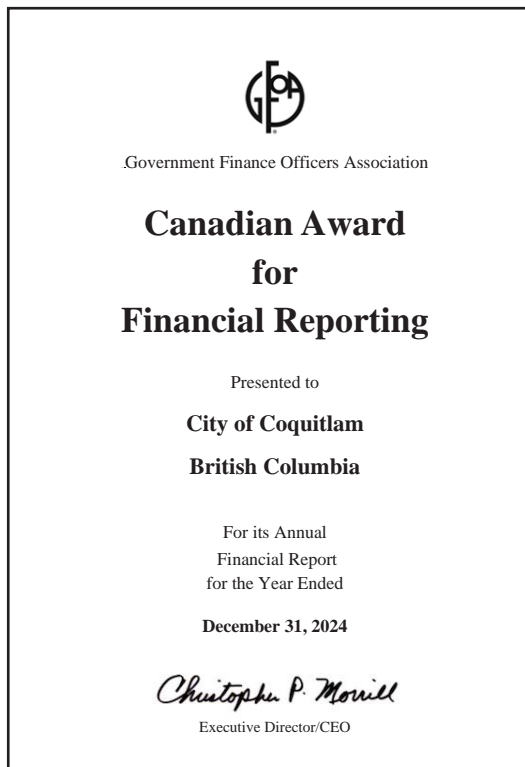 GFOA
Government Finance Officers Association
Canadian Award
for
Financial Reporting
Presented to
City of Coquitlam
British Columbia
For its Annual
Financial Report
for the Year Ended
December 31, 2024
Christopher P. Morrill
Executive Director/CEO